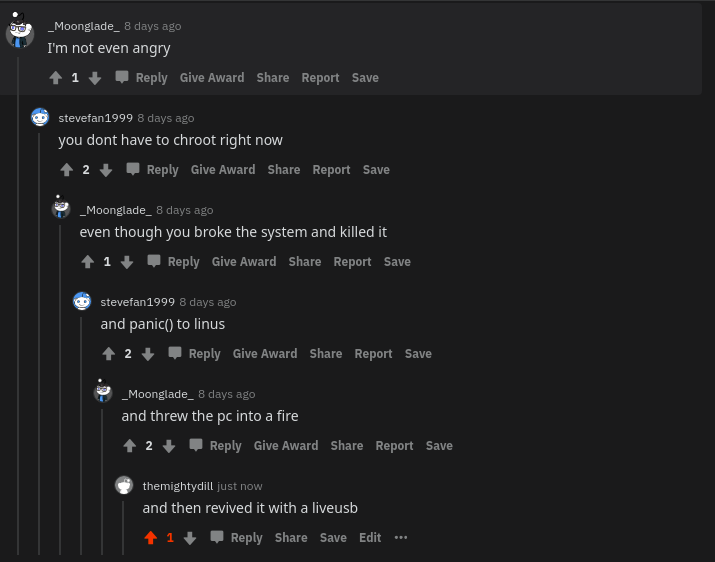 _Moonglade_ 8 days ago
I'm not even angry
1 Reply Give Award Share Report Save
stevefan1999 8 days ago
you dont have to chroot right now
2 Reply Give Award Share Report Save
_Moonglade_ 8 days ago
even though you broke the system and killed it
1 Reply Give Award Share Report Save
stevefan1999 8 days ago
and panic() to linus
2 Reply Give Award Share Report Save
_Moonglade_ 8 days ago
and threw the pc into a fire
2 Reply Give Award Share Report Save
themightydill just now
and then revived it with a liveusb
1 Reply Share Save Edit ···